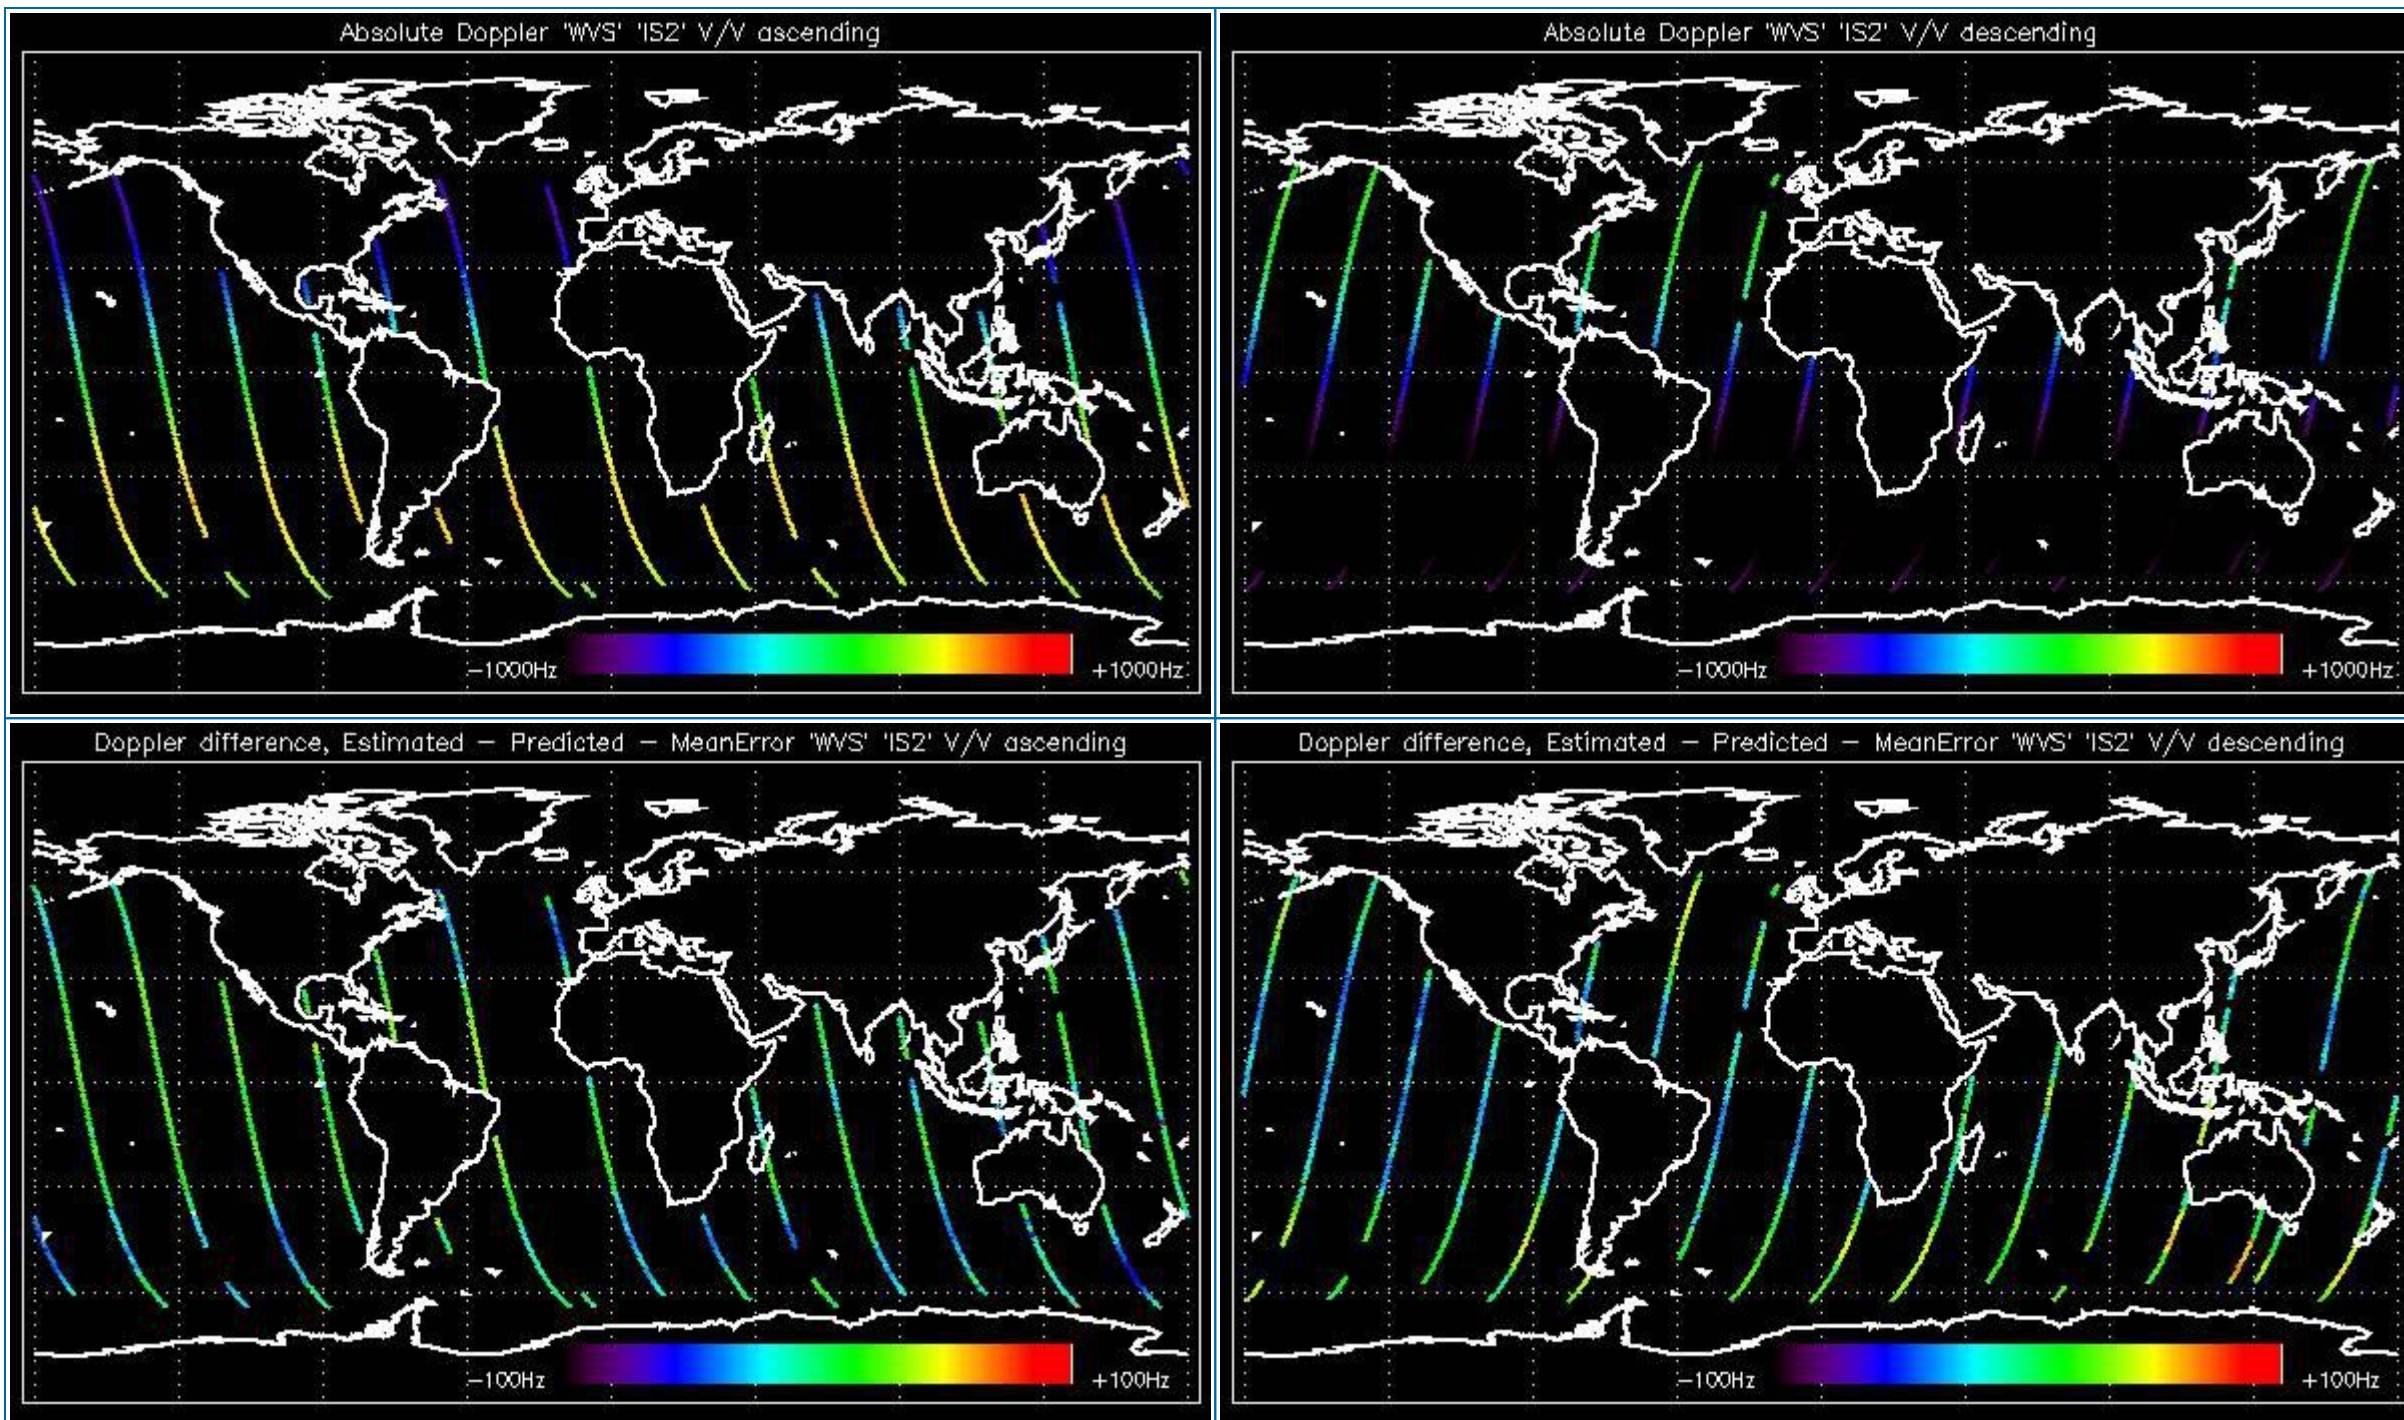 Absolute Doppler 'WVS' 'IS2' V/V ascending
-1000Hz
+1000Hz
Absolute Doppler 'WVS' 'IS2' V/V descending
-1000Hz
+1000Hz
Doppler difference, Estimated - Predicted - MeanError 'WVS' 'IS2' V/V ascending
-100Hz
+100Hz
Doppler difference, Estimated - Predicted - MeanError 'WVS' 'IS2' V/V descending
-100Hz
+100Hz